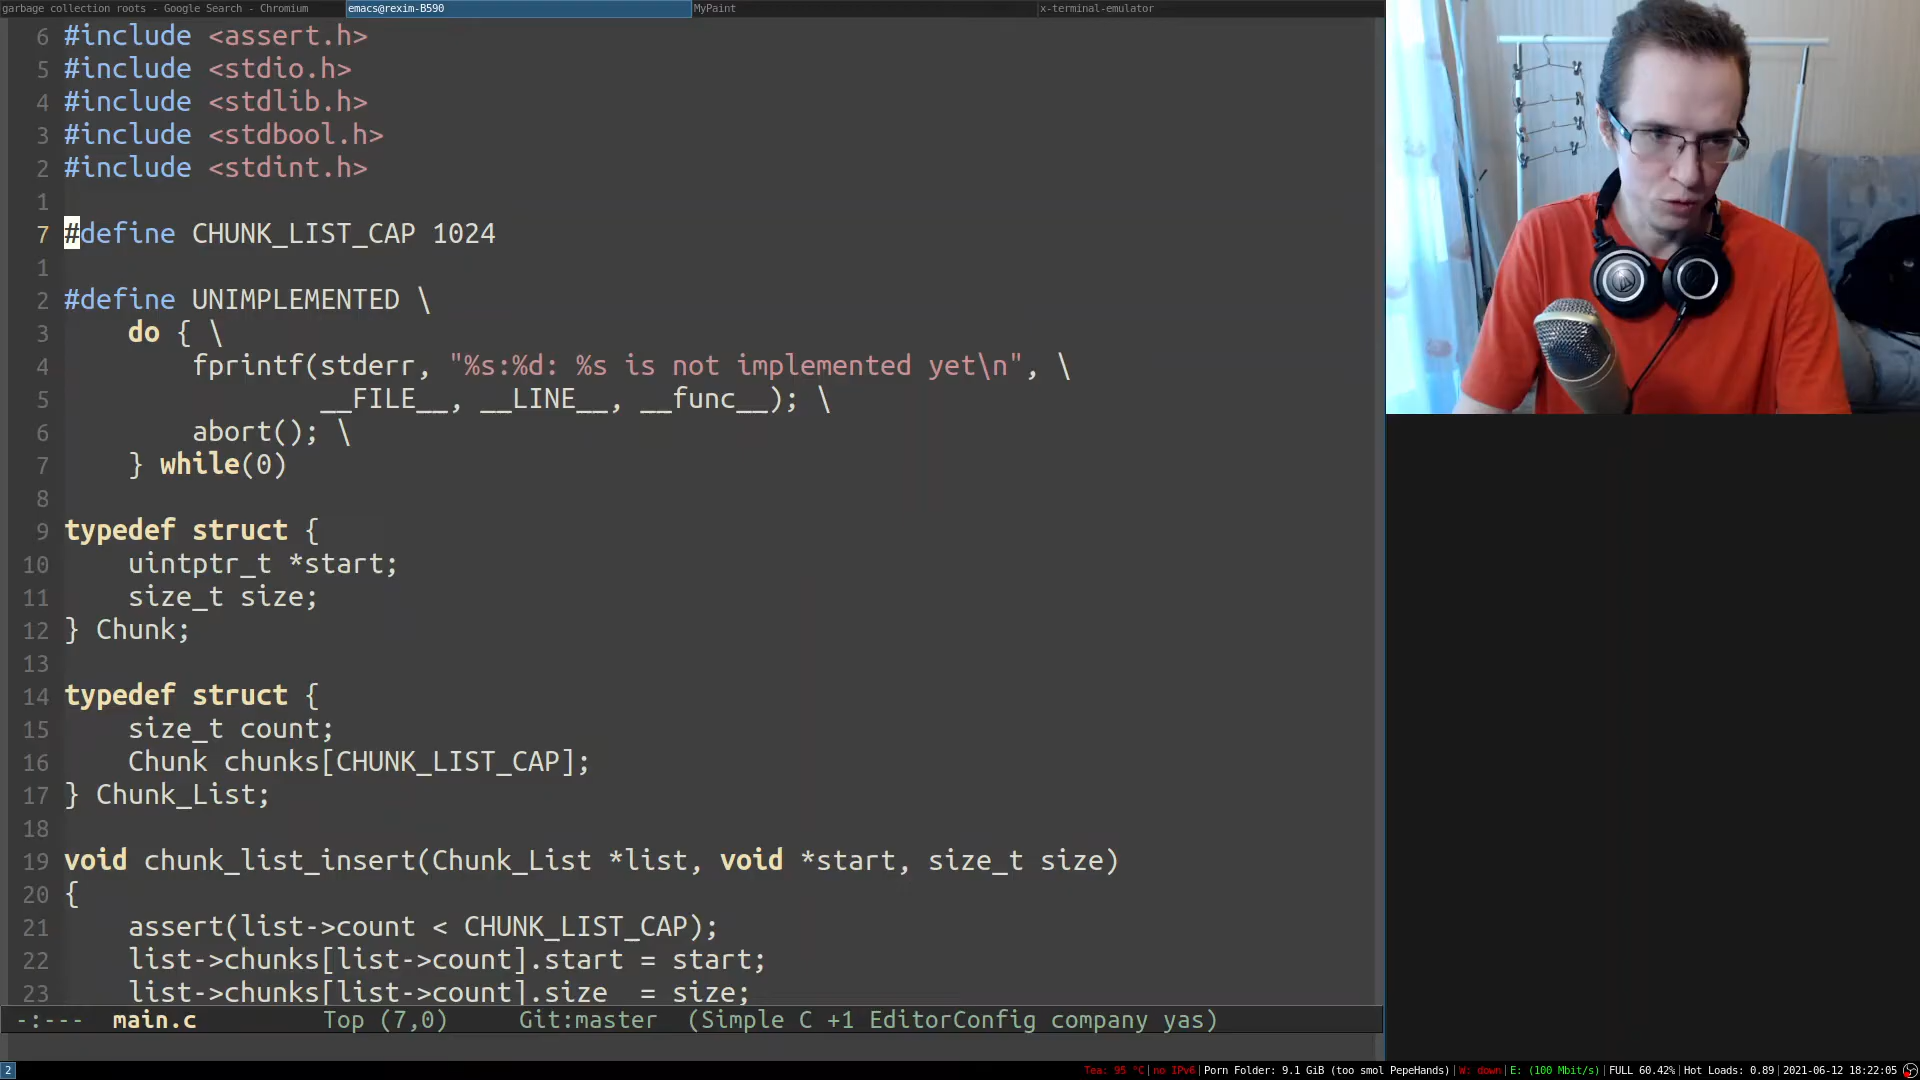 garbage collection roots - Google Search - Chromium
emacs@rexim-B590
MyPaint
x-terminal-emulator
6 #include <assert.h>
5 #include <stdio.h>
4 #include <stdlib.h>
3 #include <stdbool.h>
2 #include <stdint.h>
1
7 #define CHUNK_LIST_CAP 1024
1
2 #define UNIMPLEMENTED \
3     do { \
4         fprintf(stderr, "%s:%d: %s is not implemented yet\n", \
5                 __FILE__, __LINE__, __func__); \
6         abort(); \
7     } while(0)
8
9 typedef struct {
10     uintptr_t *start;
11     size_t size;
12 } Chunk;
13
14 typedef struct {
15     size_t count;
16     Chunk chunks[CHUNK_LIST_CAP];
17 } Chunk_List;
18
19 void chunk_list_insert(Chunk_List *list, void *start, size_t size)
20 {
21     assert(list->count < CHUNK_LIST_CAP);
22     list->chunks[list->count].start = start;
23     list->chunks[list->count].size  = size;
-:--- main.c Top (7,0) Git:master (Simple C +1 EditorConfig company yas)
2
Tea: 95 °C|no IPv6|Porn Folder: 9.1 GiB (too smol PepeHands)|W: down|E: (100 Mbit/s)|FULL 60.42%|Hot Loads: 0.89|2021-06-12 18:22:05